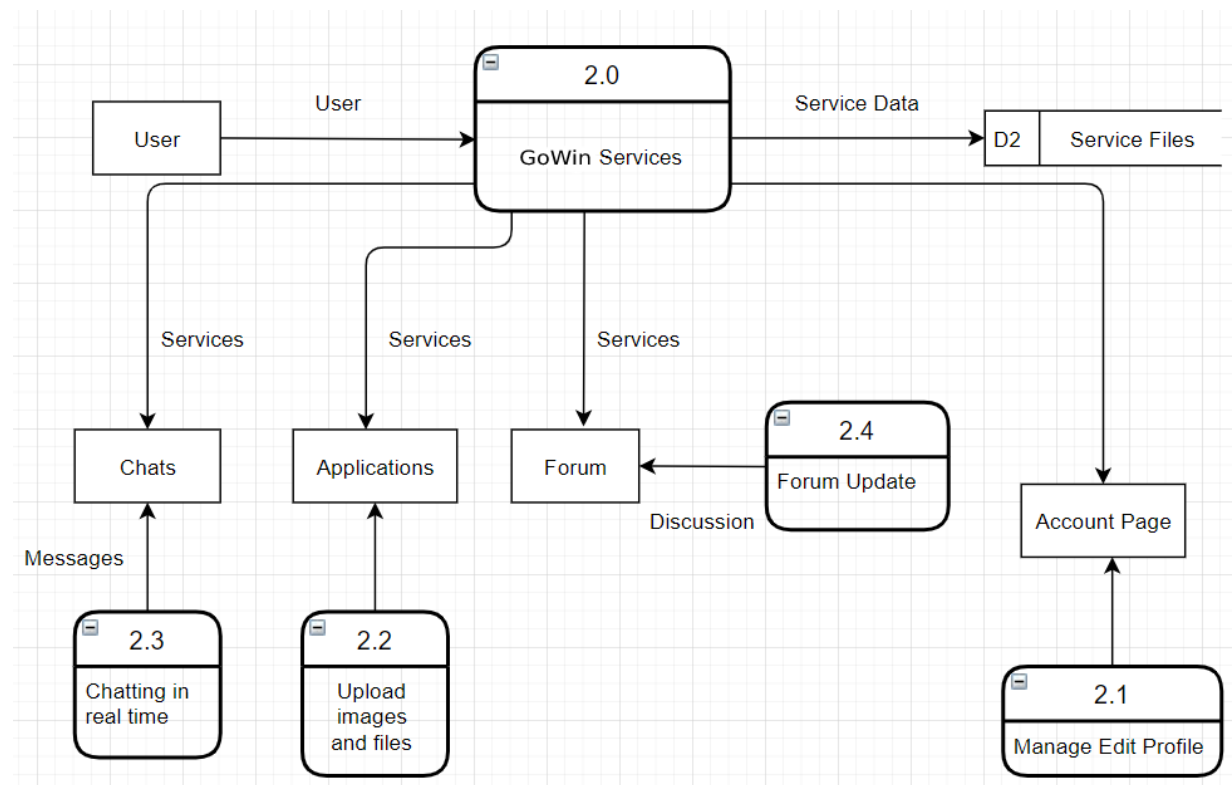 2.0
User
Service Data
User
GoWin Services
D2
Service Files
Services
Services
Services
2.4
Chats
Applications
Forum
Forum Update
Discussion
Account Page
Messages
2.3
2.2
Chatting in
real time
Upload
images
and files
2.1
Manage Edit Profile